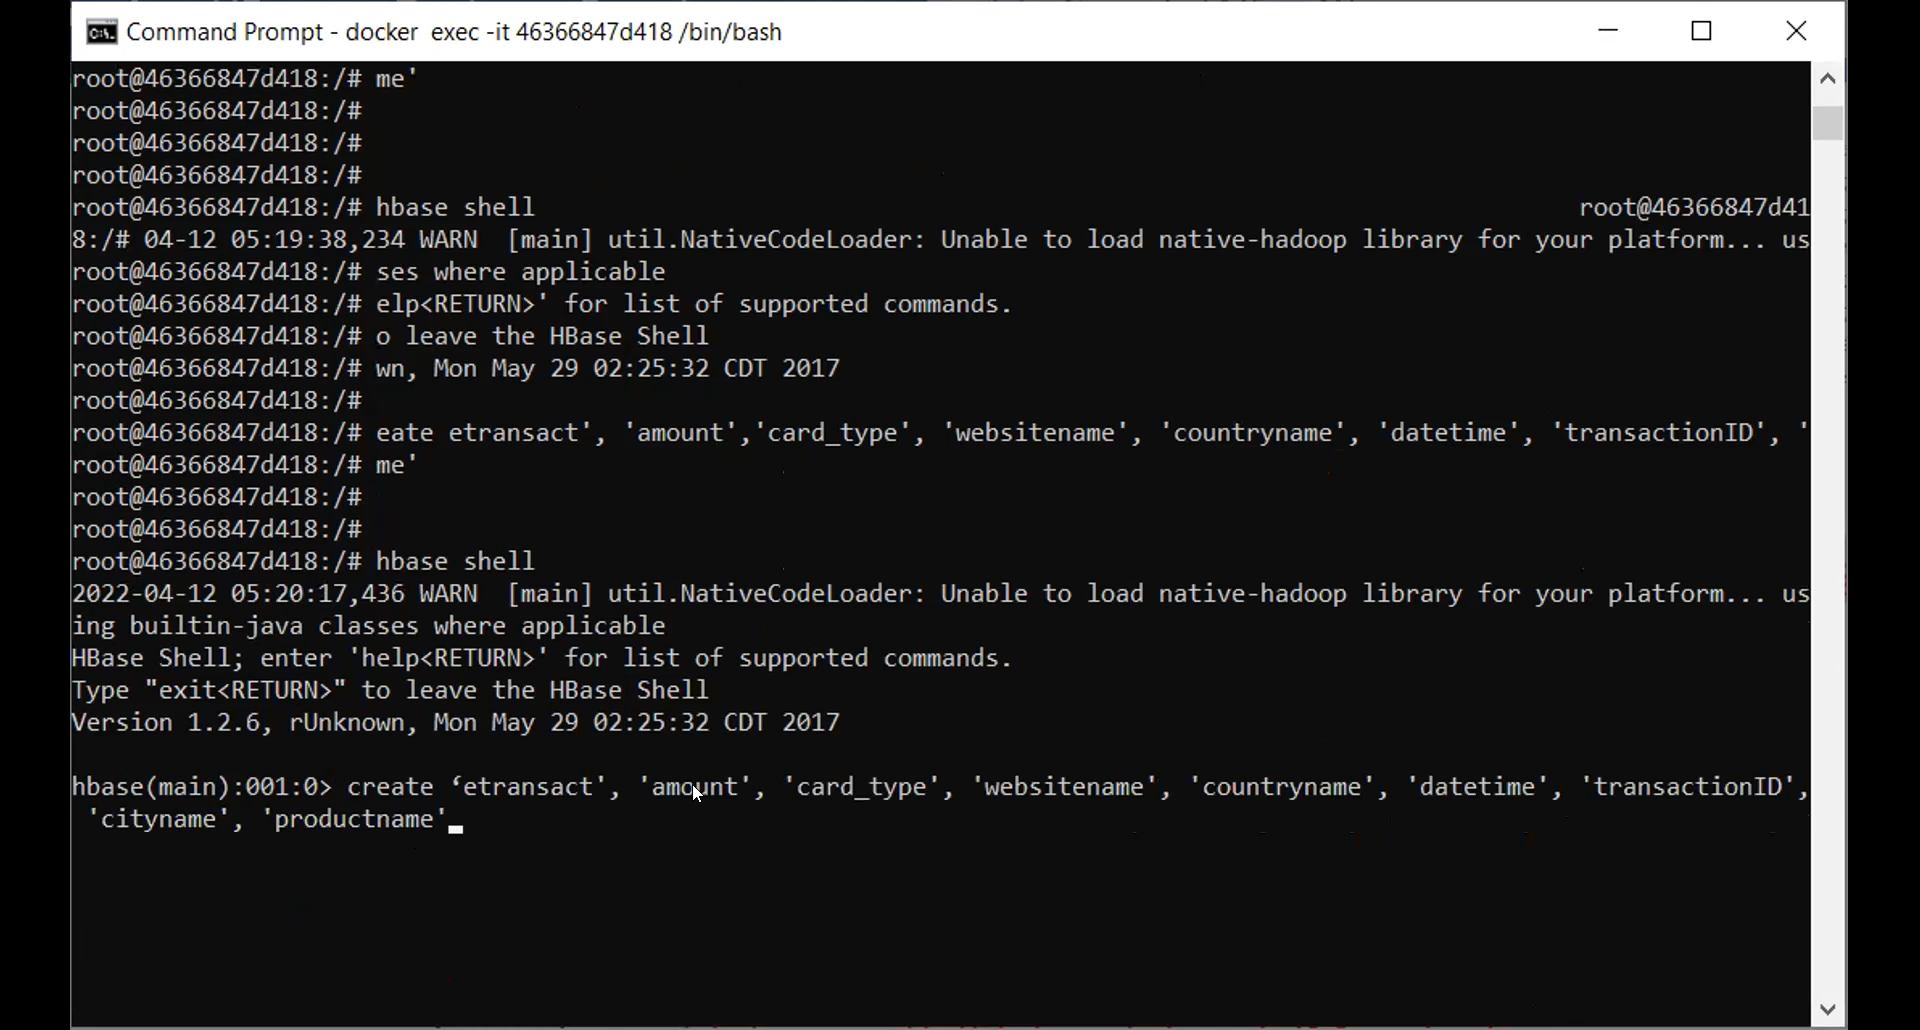 Command Prompt - docker  exec -it 46366847d418 /bin/bash
root@46366847d418:/# me'
root@46366847d418:/#
root@46366847d418:/#
root@46366847d418:/#
root@46366847d418:/# hbase shell root@46366847d41
8:/# 04-12 05:19:38,234 WARN  [main] util.NativeCodeLoader: Unable to load native-hadoop library for your platform... us
root@46366847d418:/# ses where applicable
root@46366847d418:/# elp<RETURN>' for list of supported commands.
root@46366847d418:/# o leave the HBase Shell
root@46366847d418:/# wn, Mon May 29 02:25:32 CDT 2017
root@46366847d418:/#
root@46366847d418:/# eate etransact', 'amount','card_type', 'websitename', 'countryname', 'datetime', 'transactionID', '
root@46366847d418:/# me'
root@46366847d418:/#
root@46366847d418:/#
root@46366847d418:/# hbase shell
2022-04-12 05:20:17,436 WARN  [main] util.NativeCodeLoader: Unable to load native-hadoop library for your platform... us
ing builtin-java classes where applicable
HBase Shell; enter 'help<RETURN>' for list of supported commands.
Type "exit<RETURN>" to leave the HBase Shell
Version 1.2.6, rUnknown, Mon May 29 02:25:32 CDT 2017
hbase(main):001:0> create ‘etransact', 'amount', 'card_type', 'websitename', 'countryname', 'datetime', 'transactionID',
'cityname', 'productname'